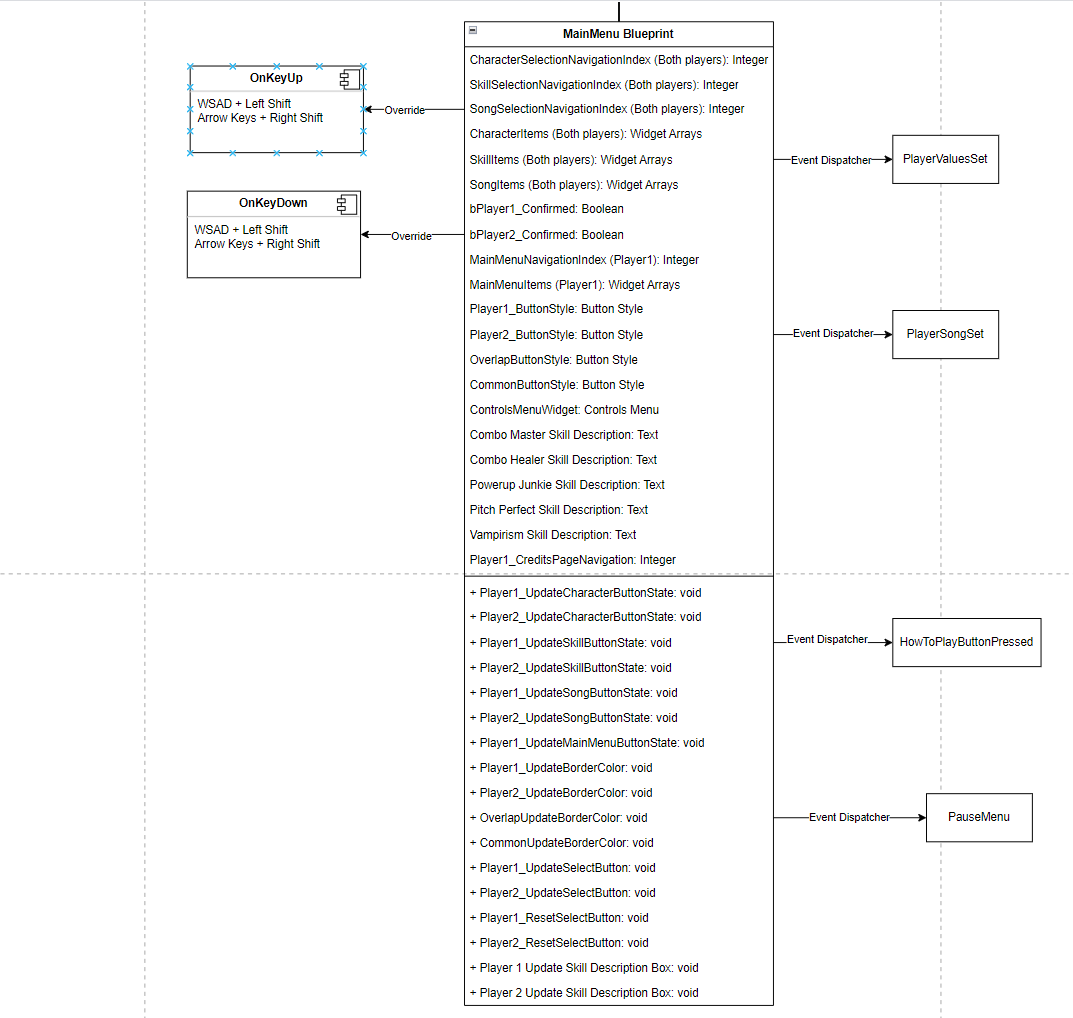 MainMenu Blueprint
CharacterSelectionNavigationIndex (Both players): Integer
SkillSelectionNavigationIndex (Both players): Integer
SongSelectionNavigationIndex (Both players): Integer
CharacterItems (Both players): Widget Arrays
SkillItems (Both players): Widget Arrays
SongItems (Both players): Widget Arrays
bPlayer1_Confirmed: Boolean
bPlayer2_Confirmed: Boolean
MainMenuNavigationIndex (Player1): Integer
MainMenuItems (Player1): Widget Arrays
Player1_ButtonStyle: Button Style
Player2_ButtonStyle: Button Style
OverlapButtonStyle: Button Style
CommonButtonStyle: Button Style
ControlsMenuWidget: Controls Menu
Combo Master Skill Description: Text
Combo Healer Skill Description: Text
Powerup Junkie Skill Description: Text
Pitch Perfect Skill Description: Text
Vampirism Skill Description: Text
Player1_CreditsPageNavigation: Integer
+ Player1_UpdateCharacterButtonState: void
+ Player2_UpdateCharacterButtonState: void
+ Player1_UpdateSkillButtonState: void
+ Player2_UpdateSkillButtonState: void
+ Player1_UpdateSongButtonState: void
+ Player2_UpdateSongButtonState: void
+ Player1_UpdateMainMenuButtonState: void
+ Player1_UpdateBorderColor: void
+ Player2_UpdateBorderColor: void
+ OverlapUpdateBorderColor: void
+ CommonUpdateBorderColor: void
+ Player1_UpdateSelectButton: void
+ Player2_UpdateSelectButton: void
+ Player1_ResetSelectButton: void
+ Player2_ResetSelectButton: void
+ Player 1 Update Skill Description Box: void
+ Player 2 Update Skill Description Box: void
OnKeyUp
WSAD + Left Shift
Arrow Keys + Right Shift
Override
OnKeyDown
WSAD + Left Shift
Arrow Keys + Right Shift
Override
Event Dispatcher
PlayerValuesSet
Event Dispatcher
PlayerSongSet
Event Dispatcher
HowToPlayButtonPressed
Event Dispatcher
PauseMenu